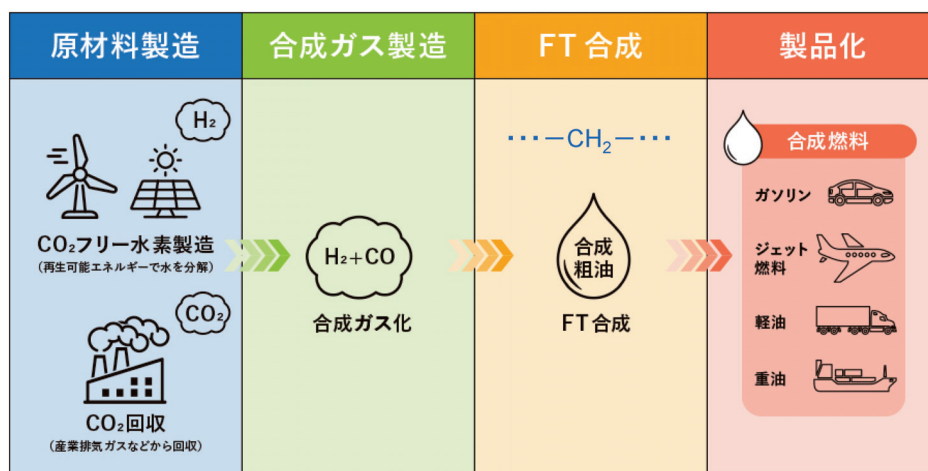 原材料製造
H₂
CO₂フリー水素製造
(再生可能エネルギーで水を分解)
CO₂
CO₂回収
(産業排気ガスなどから回収)
合成ガス製造
H₂+CO
合成ガス化
FT合成
…－CH₂－…
合成
粗油
FT合成
製品化
合成燃料
ガソリン
ジェット
燃料
軽油
重油